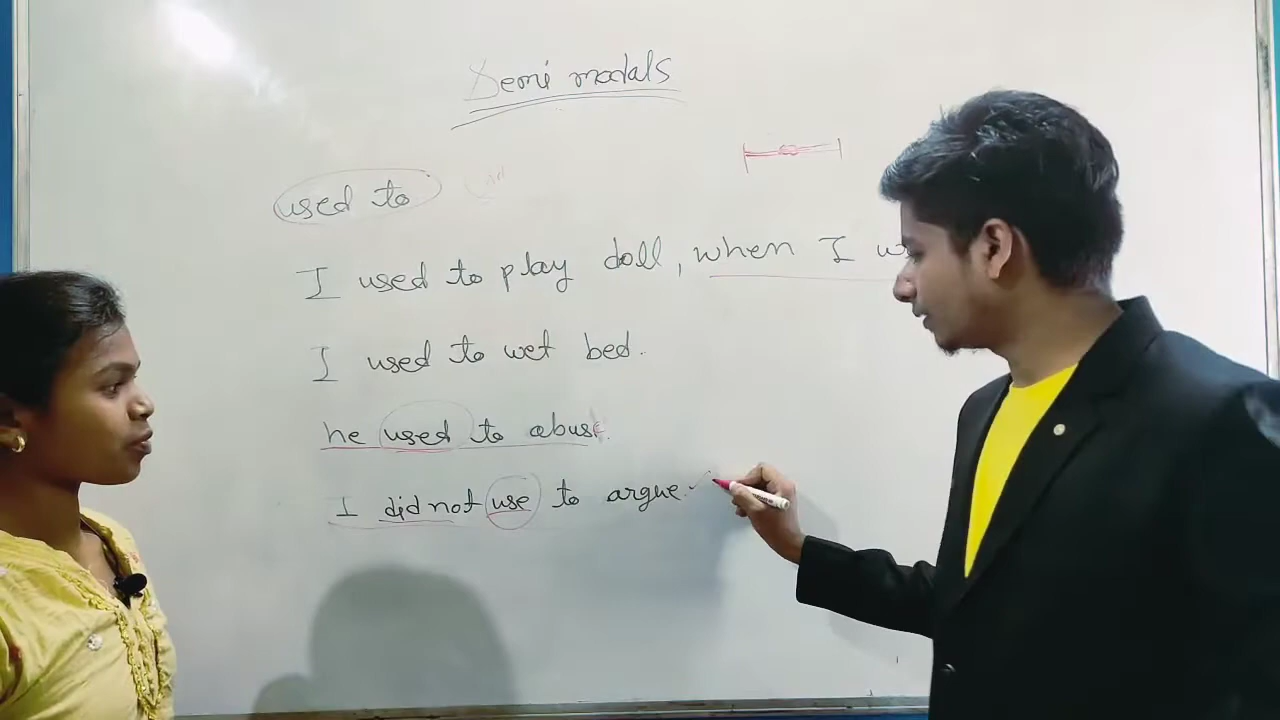 Semi modals
used to
I used to play doll, when I w
I used to wet bed.
he used to abuse.
I did not use to argue.